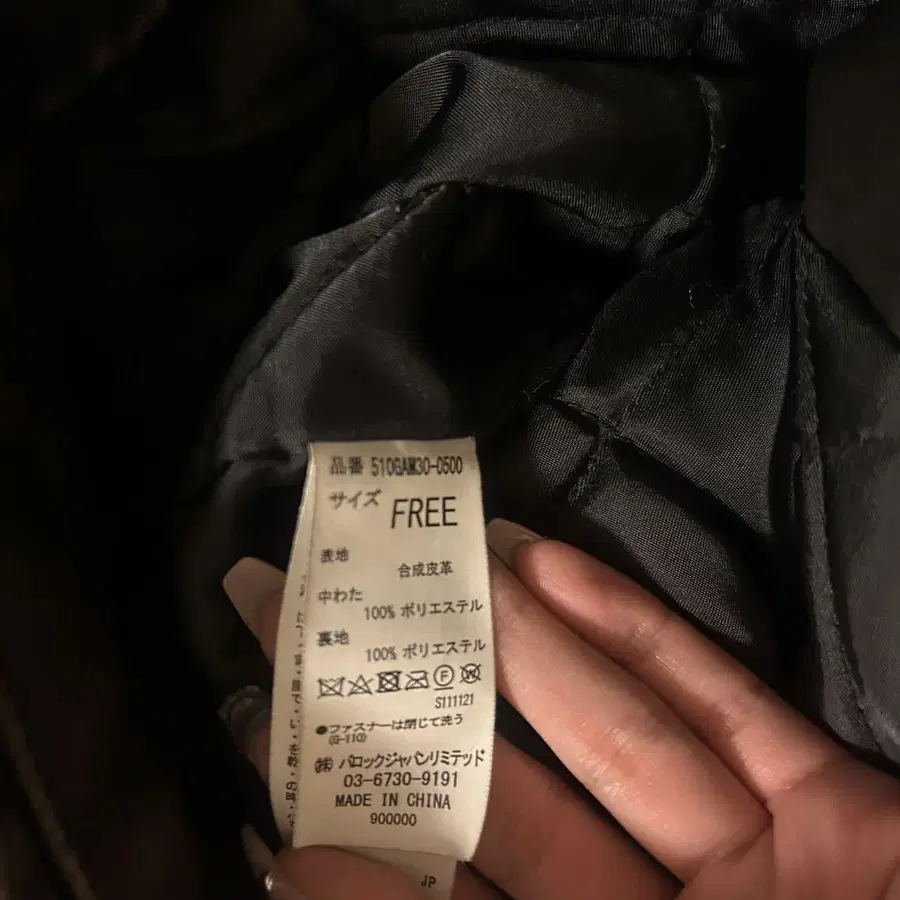 品番 510GAM30-0500
サイズ FREE
表地
合成皮革
中わた
100% ポリエステル
裏地
100% ポリエステル
F W
S111121
●ファスナーは閉じて洗う
(G-110)
㈱ バロックジャパンリミテッド
03-6730-9191
MADE IN CHINA
900000
JP